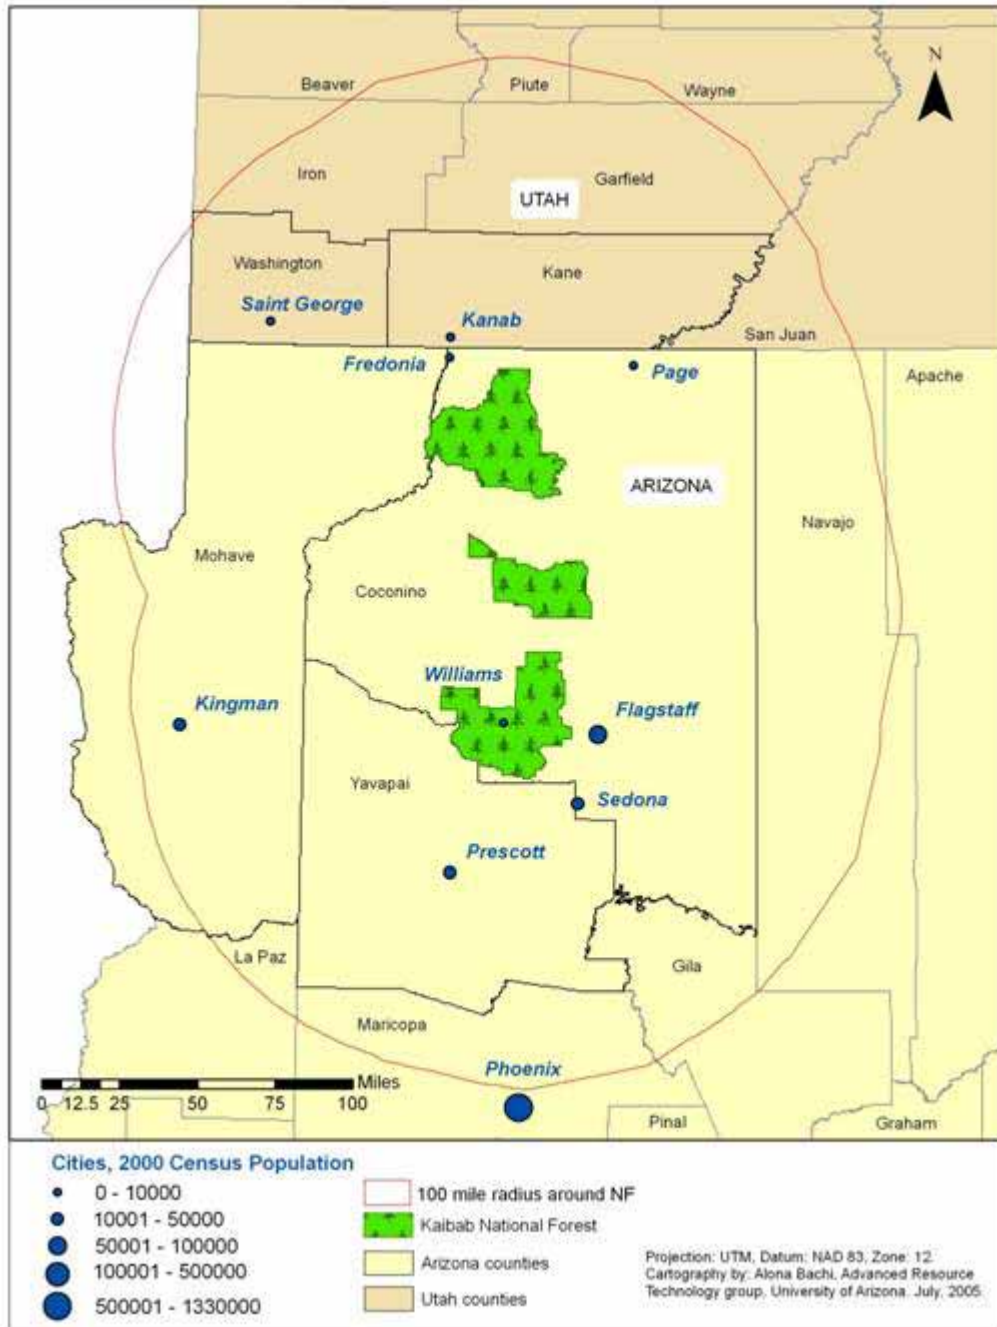 N
Beaver
Piute
Wayne
Iron
Garfield
UTAH
Washington
Kane
Saint George
Kanab
San Juan
Fredonia
Page
Apache
ARIZONA
Navajo
Mohave
Coconino
Williams
Kingman
Flagstaff
Yavapai
Sedona
Prescott
La Paz
Gila
Maricopa
Phoenix
Miles
0 12.5 25 50 75 100
Pinal
Graham
Cities, 2000 Census Population
0 - 10000
10001 - 50000
50001 - 100000
100001 - 500000
500001 - 1330000
100 mile radius around NF
Kaibab National Forest
Arizona counties
Utah counties
Projection: UTM, Datum: NAD 83, Zone: 12.
Cartography by: Alona Bachi, Advanced Resource
Technology group, University of Arizona. July, 2005.